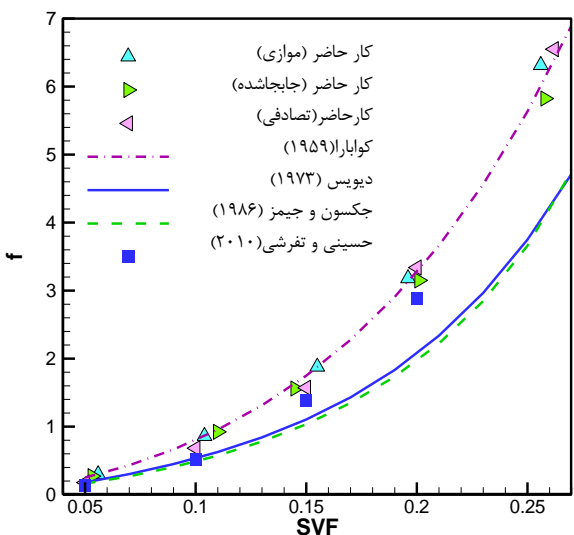 7
6
5
4
3
2
1
0
f
کار حاضر (موازی)
کار حاضر (جابجاشده)
کارحاضر(تصادفی)
کوابارا(۱۹۵۹)
دیویس (۱۹۷۳)
جکسون و جیمز (۱۹۸۶)
حسینی و تفرشی(۲۰۱۰)
0.05 0.1 0.15 0.2 0.25
SVF